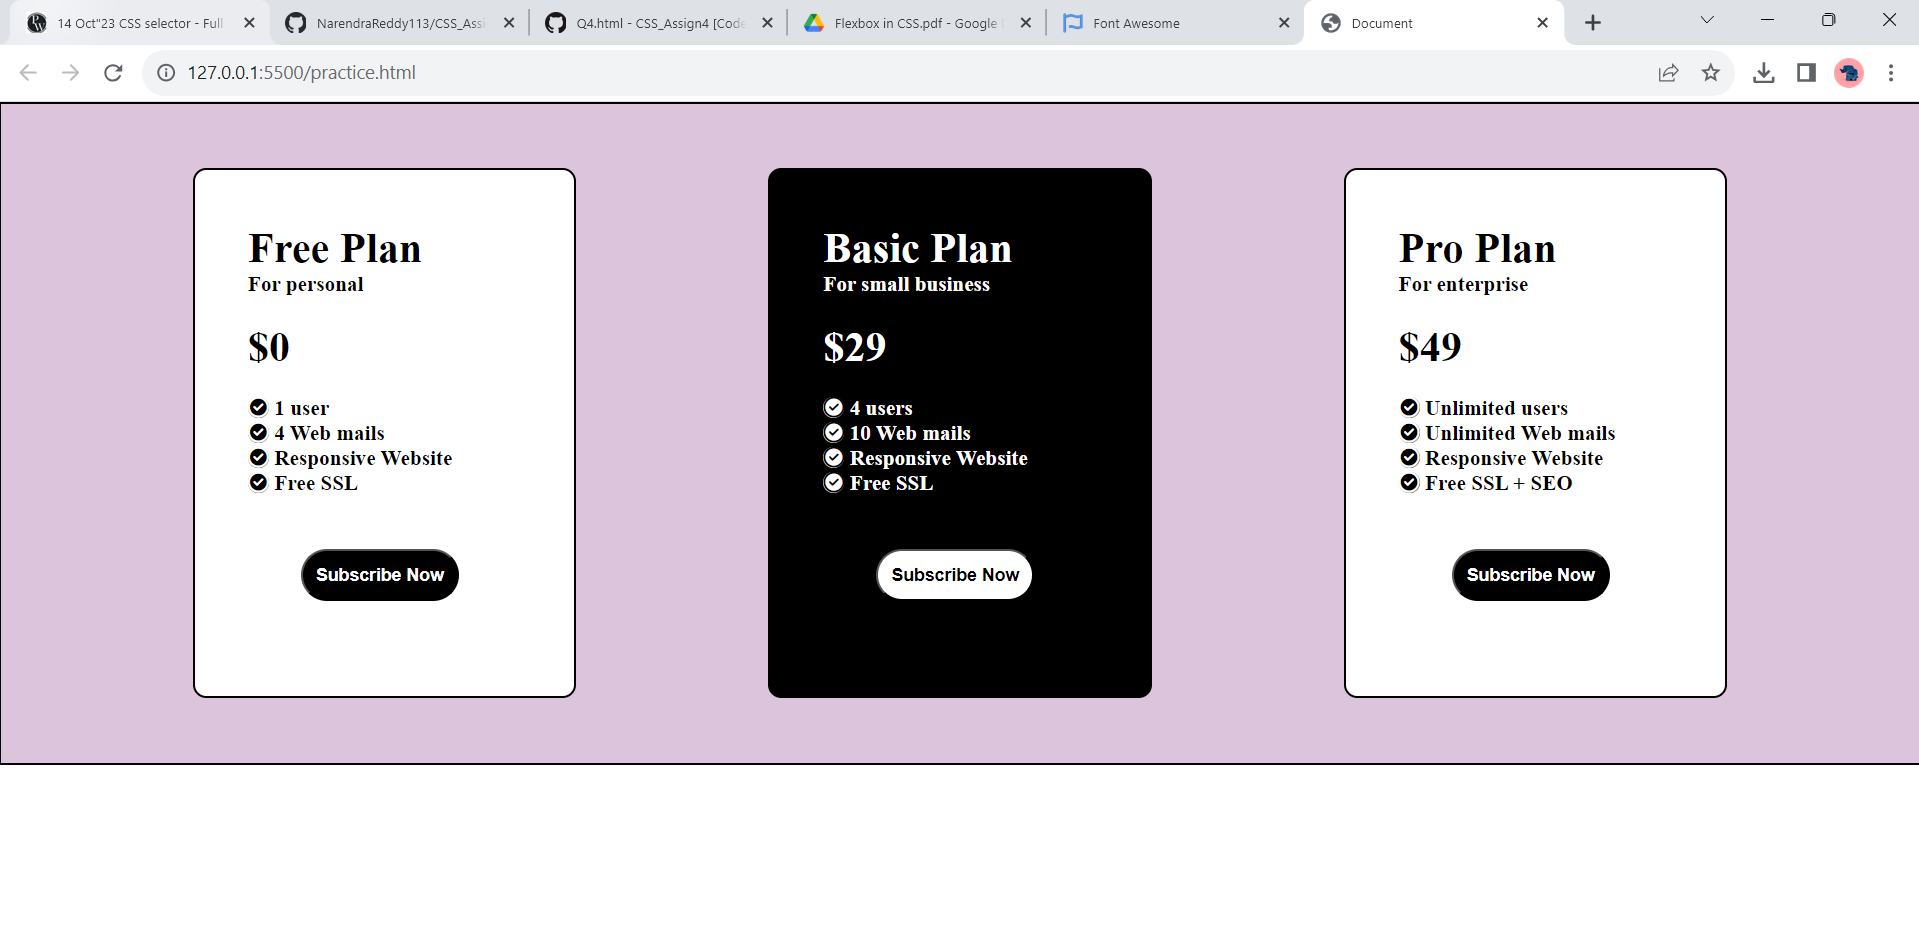 14 Oct"23 CSS selector - Full
NarendraReddy113/CSS_Assi
Q4.html - CSS_Assign4 [Code
Flexbox in CSS.pdf - Google
Font Awesome
Document
127.0.0.1:5500/practice.html
Free Plan
For personal
$0
1 user
4 Web mails
Responsive Website
Free SSL
Subscribe Now
Basic Plan
For small business
$29
4 users
10 Web mails
Responsive Website
Free SSL
Subscribe Now
Pro Plan
For enterprise
$49
Unlimited users
Unlimited Web mails
Responsive Website
Free SSL + SEO
Subscribe Now